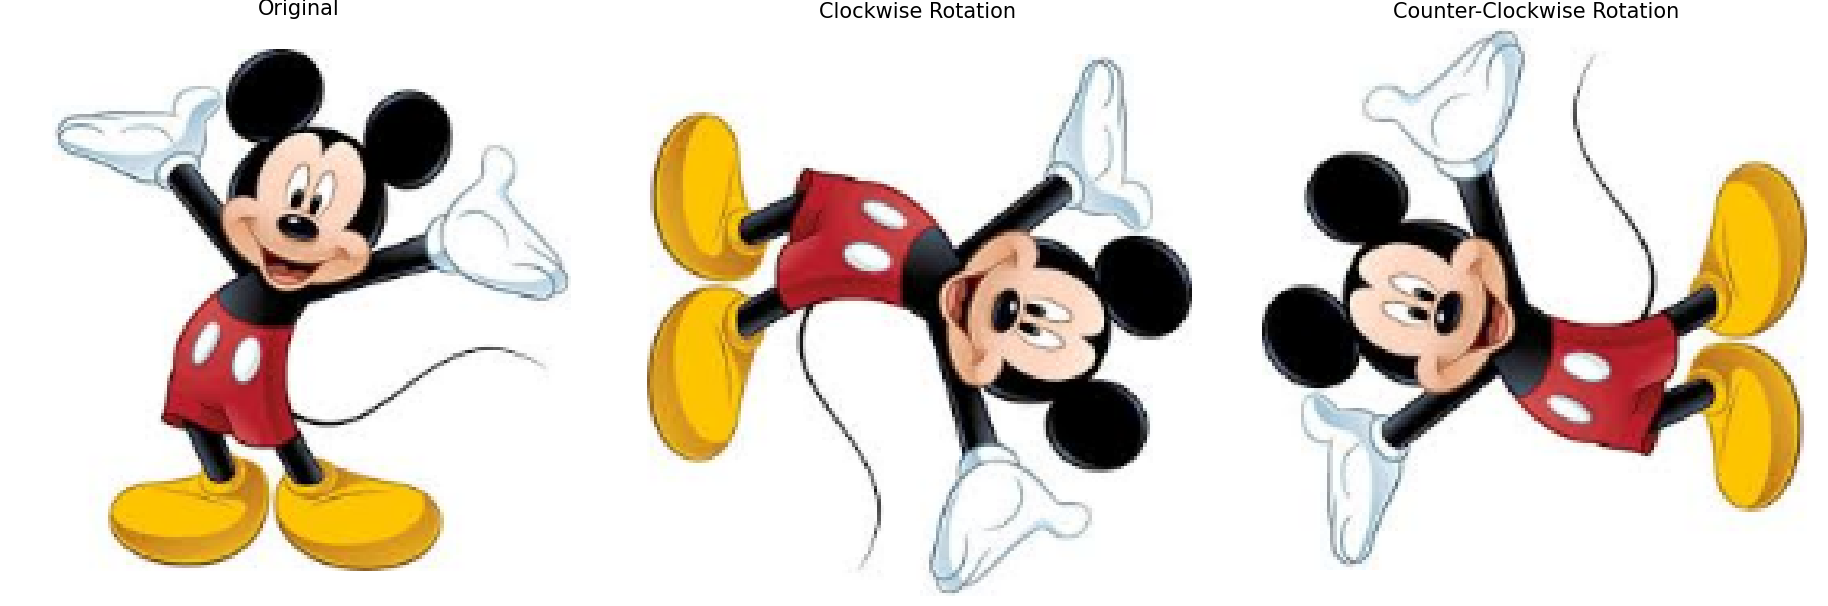 Original
Clockwise Rotation
Counter-Clockwise Rotation